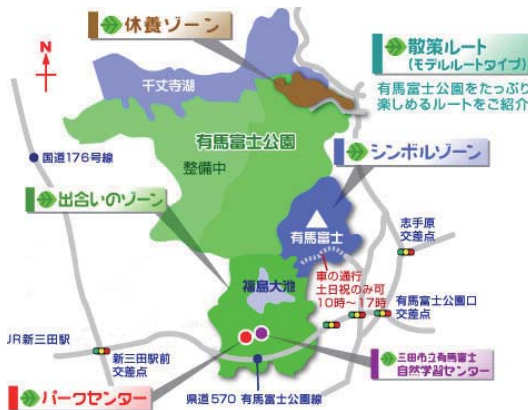 休養ゾーン
N
千丈寺湖
散策ルート
(モデルルートタイプ)
有馬富士公園をたっぷり
楽しめるルートをご紹介
有馬富士公園
整備中
国道176号線
シンボルゾーン
出合いのゾーン
有馬富士
志手原
交差点
車の通行
土日祝のみ可
10時〜17時
福島大池
有馬富士公園口
交差点
JR新三田駅
新三田駅前
交差点
三田市立有馬富士
自然学習センター
パークセンター
県道570 有馬富士公園線